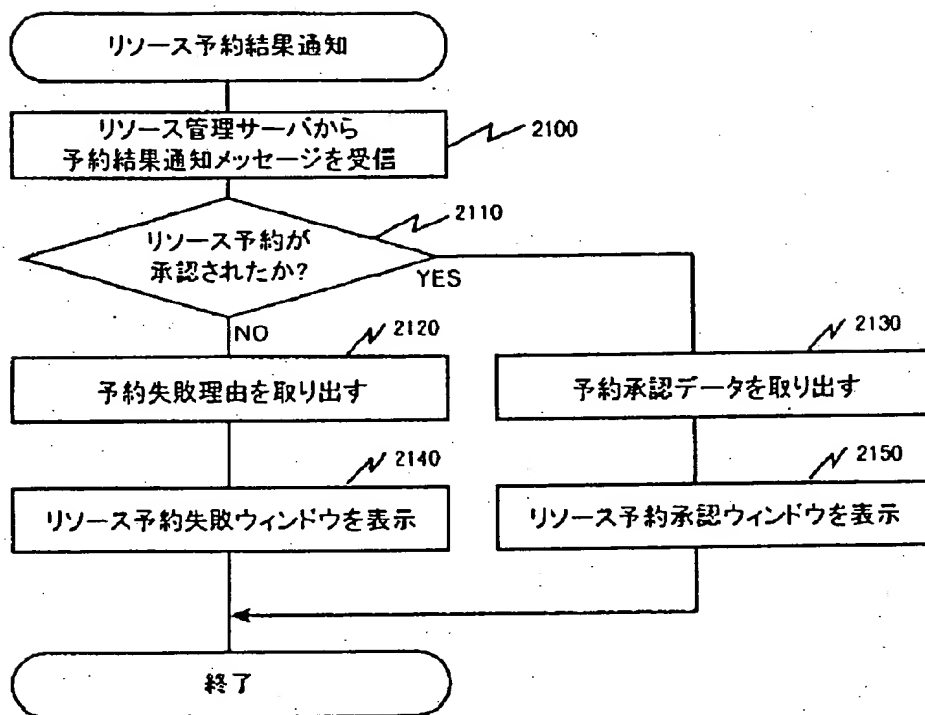 リソース予約結果通知
リソース管理サーバから
予約結果通知メッセージを受信
2100
2110
リソース予約が
承認されたか?
YES
NO
2120
2130
予約失敗理由を取り出す
予約承認データを取り出す
2140
2150
リソース予約失敗ウィンドウを表示
リソース予約承認ウィンドウを表示
終了